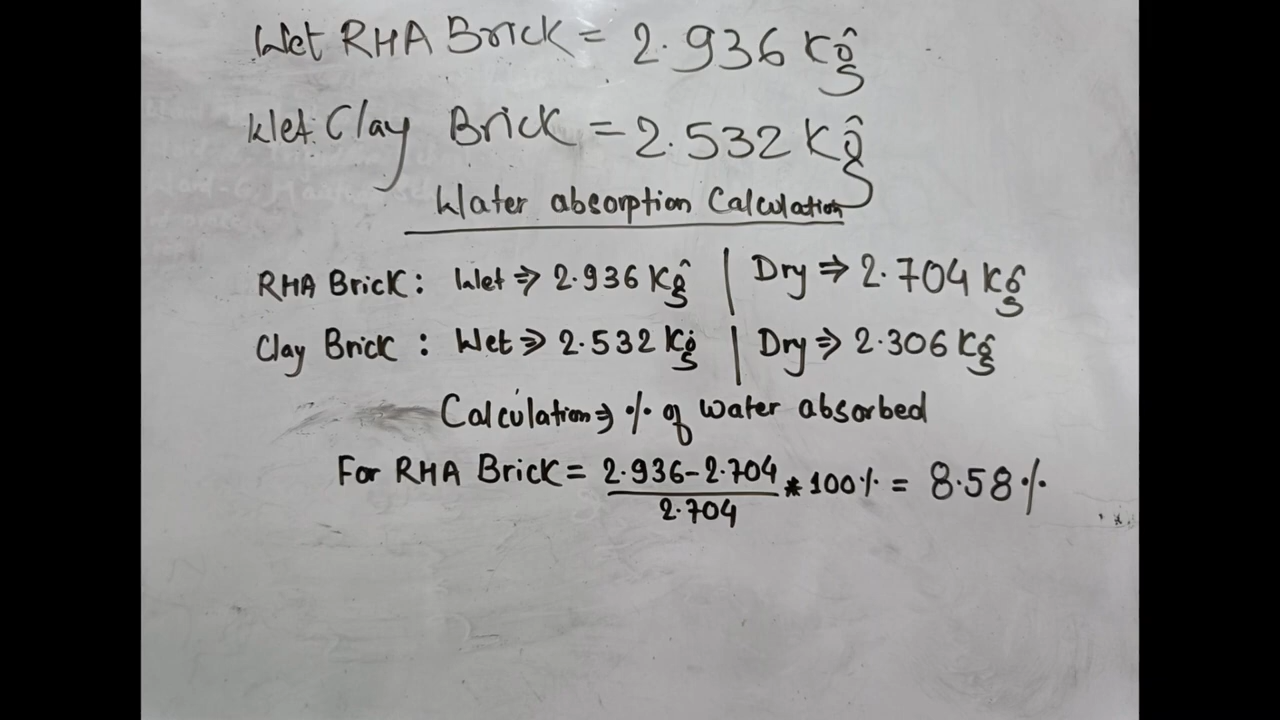 Wet RHA Brick = 2.936 Kg
Wet Clay Brick = 2.532 Kg
Water absorption Calculation
RHA Brick : Wet ⇒ 2.936 Kg | Dry ⇒ 2.704 Kg
Clay Brick : Wet ⇒ 2.532 Kg | Dry ⇒ 2.306 Kg
Calculation ⇒ % of water absorbed
For RHA Brick = 2.936-2.704 * 100% = 8.58%
2.704